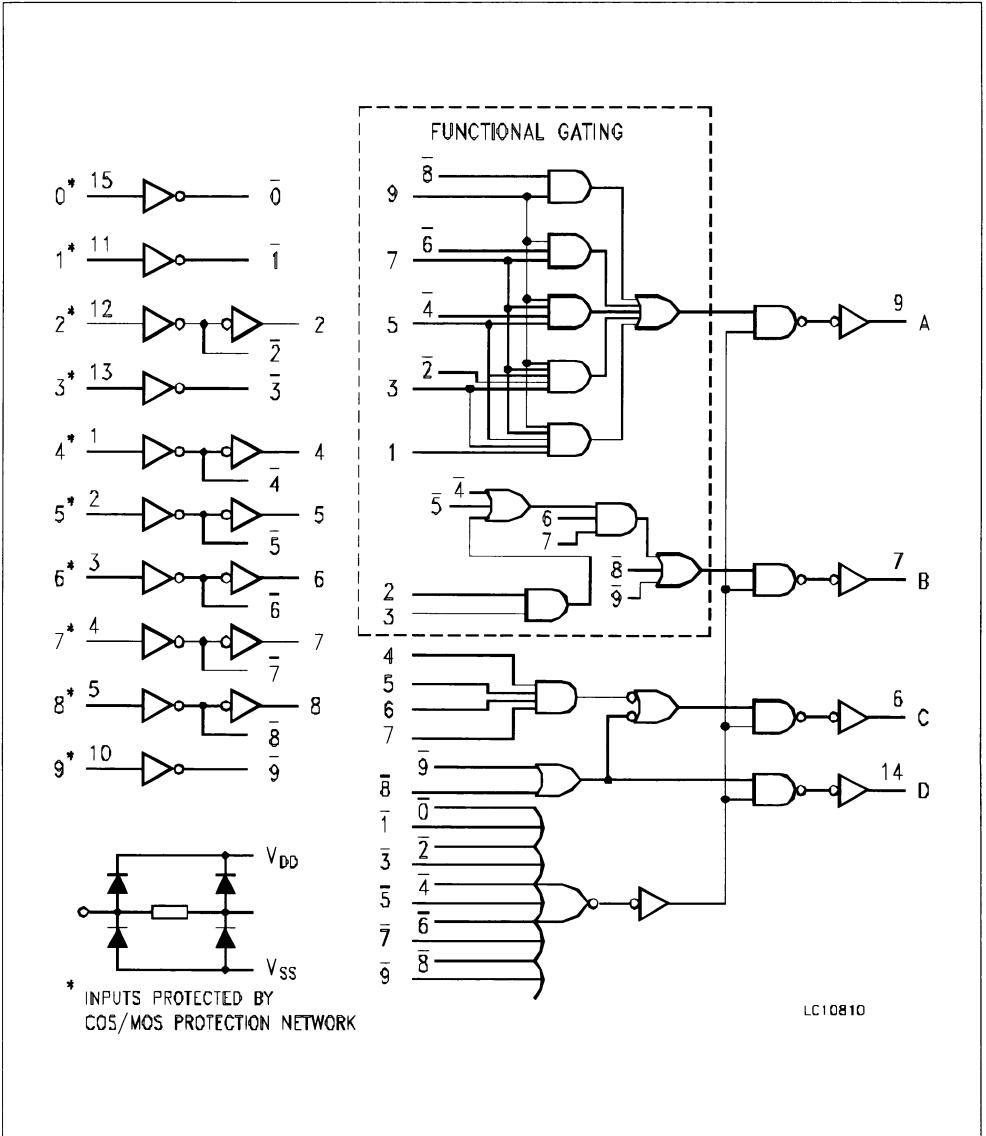 FUNCTIONAL GATING
8̅
9
0* 15 0̅
6̅
1* 11 1̅
7
2* 12 2
2̅
4̅
5
9
A
3* 13 3̅
2̅
3
4* 1 4
4̅
1
5* 2 5
5̅
4̅
5̅
6
7
6* 3 6
6̅
8̅
9̅
7
B
2
3
7* 4 7
7̅
4
5
6
7
8* 5 8
8̅
6
C
9* 10 9̅
9̅
8̅
14
D
0̅
1̅
2̅
3̅
4̅
5̅
6̅
7̅
8̅
9̅
VDD
VSS
* INPUTS PROTECTED BY
COS/MOS PROTECTION NETWORK
LC10810